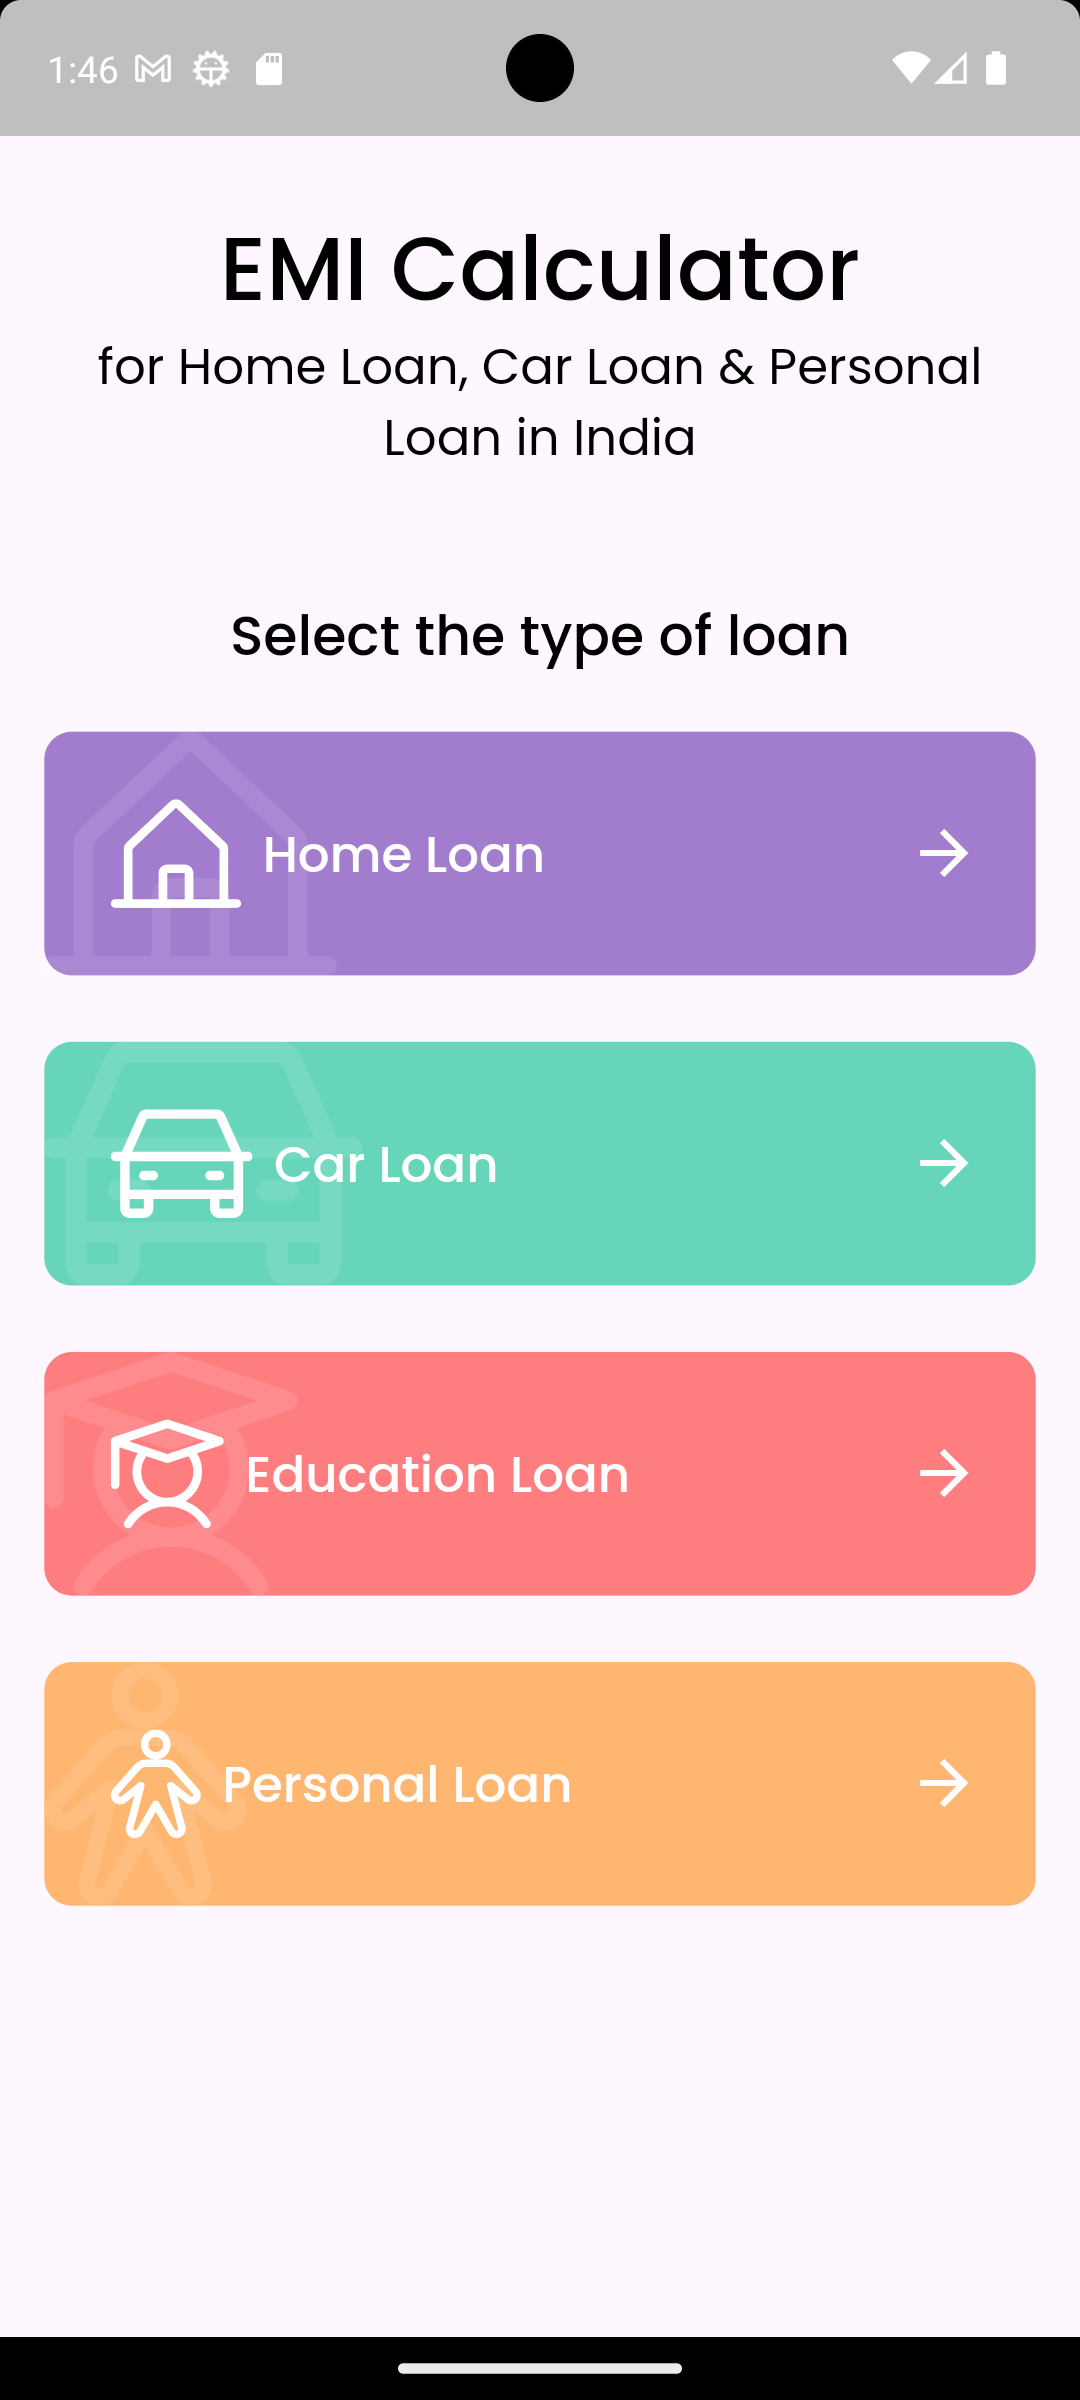 1:46
EMI Calculator
for Home Loan, Car Loan & Personal
Loan in India
Select the type of loan
Home Loan
Car Loan
Education Loan
Personal Loan